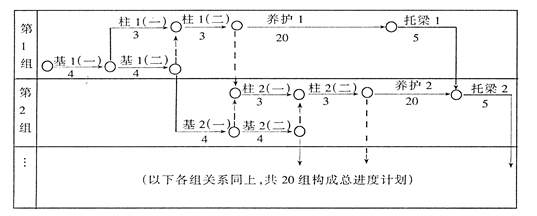 第1组
柱1(一) 柱1(二) 养护1 托梁1
3 3 20 5
基1(一) 基1(二)
4 4
第2组
柱2(一) 柱2(二) 养护2 托梁2
3 3 20 5
基2(一) 基2(二)
4 4
⋮
(以下各组关系同上,共20组构成总进度计划)